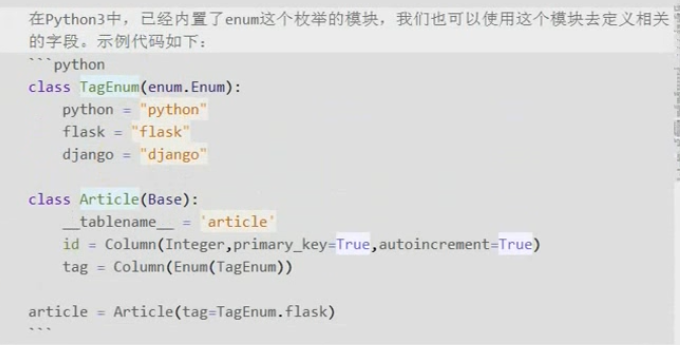 在Python3中，已经内置了enum这个枚举的模块，我们也可以使用这个模块去定义相关
的字段。示例代码如下：
```python
class TagEnum(enum.Enum):
    python = "python"
    flask = "flask"
    django = "django"

class Article(Base):
    __tablename__ = 'article'
    id = Column(Integer,primary_key=True,autoincrement=True)
    tag = Column(Enum(TagEnum))

article = Article(tag=TagEnum.flask)
```